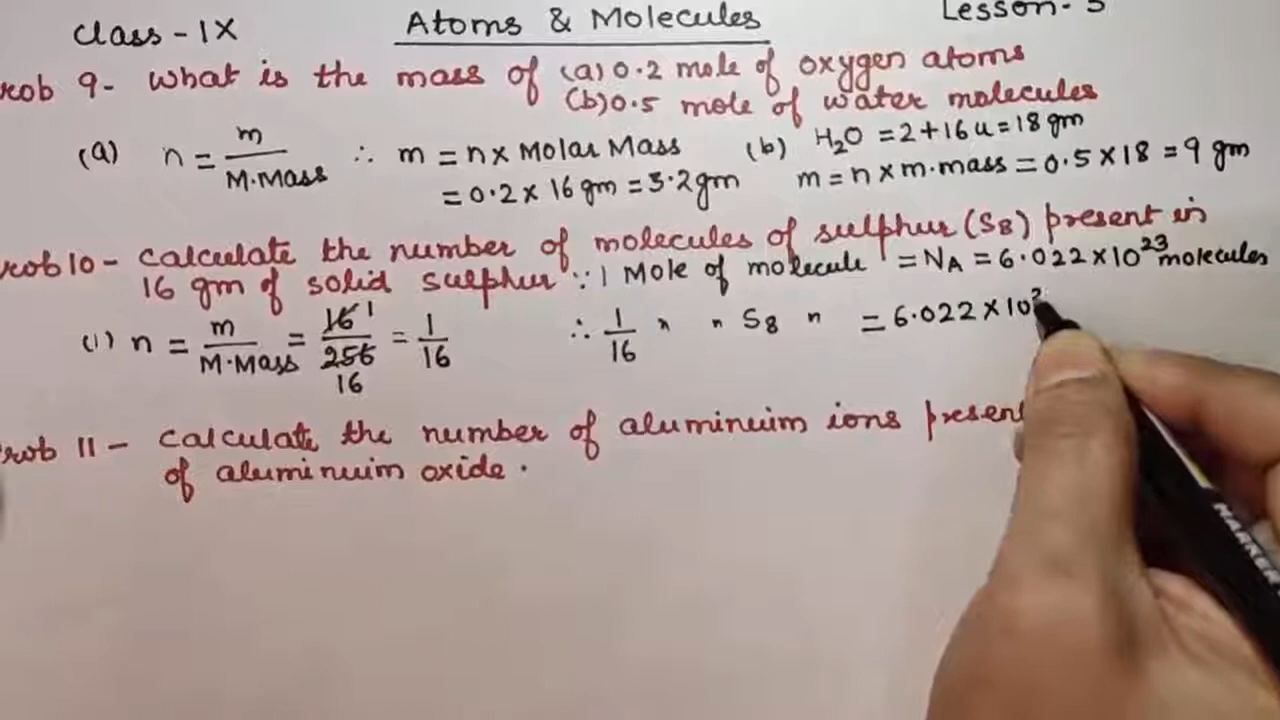 Class - IX Atoms & Molecules Lesson-
rob 9- What is the mass of (a) 0.2 mole of oxygen atoms
(b) 0.5 mole of water molecules
(a) n = m / M.Mass ∴ m = n x Molar Mass
= 0.2 x 16 gm = 3.2 gm
(b) H2O = 2+16 u = 18 gm
m = n x m.mass = 0.5 x 18 = 9 gm
rob 10 - calculate the number of molecules of sulphur (S8) present in
16 gm of solid sulphur ∵ 1 Mole of molecule = NA = 6.022 x 10^23 molecules
(1) n = m / M.Mass = 16 1 / 256 16 = 1/16 ∴ 1/16 " " S8 " = 6.022 x 10
rob 11 - calculate the number of aluminium ions present
of aluminium oxide.
MARKER